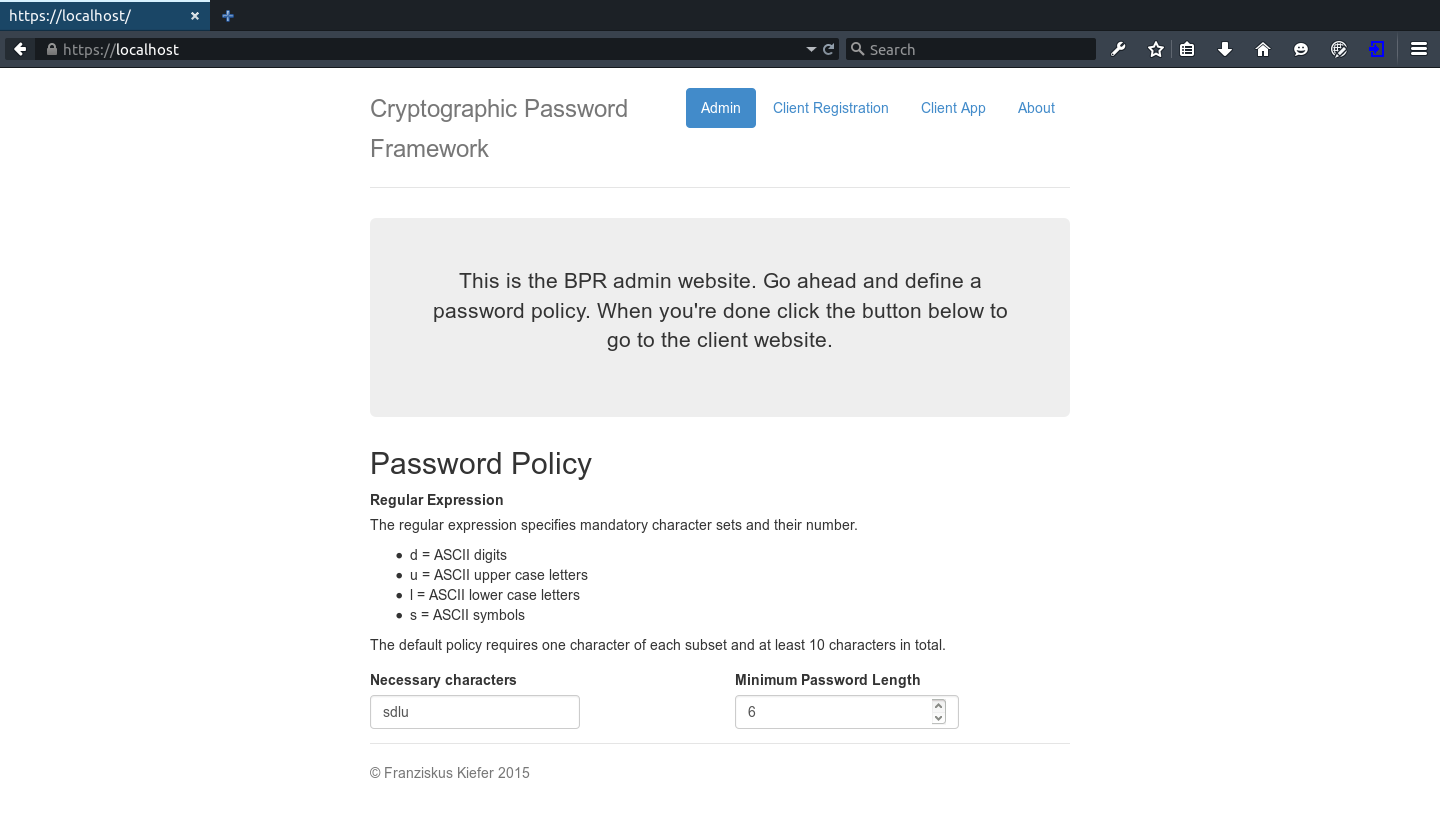 https://localhost/
https://localhost
Search
Cryptographic Password
Framework
Admin
Client Registration
Client App
About
This is the BPR admin website. Go ahead and define a
password policy. When you're done click the button below to
go to the client website.
Password Policy
Regular Expression
The regular expression specifies mandatory character sets and their number.
• d = ASCII digits
• u = ASCII upper case letters
• l = ASCII lower case letters
• s = ASCII symbols
The default policy requires one character of each subset and at least 10 characters in total.
Necessary characters
Minimum Password Length
sdlu
6
© Franziskus Kiefer 2015